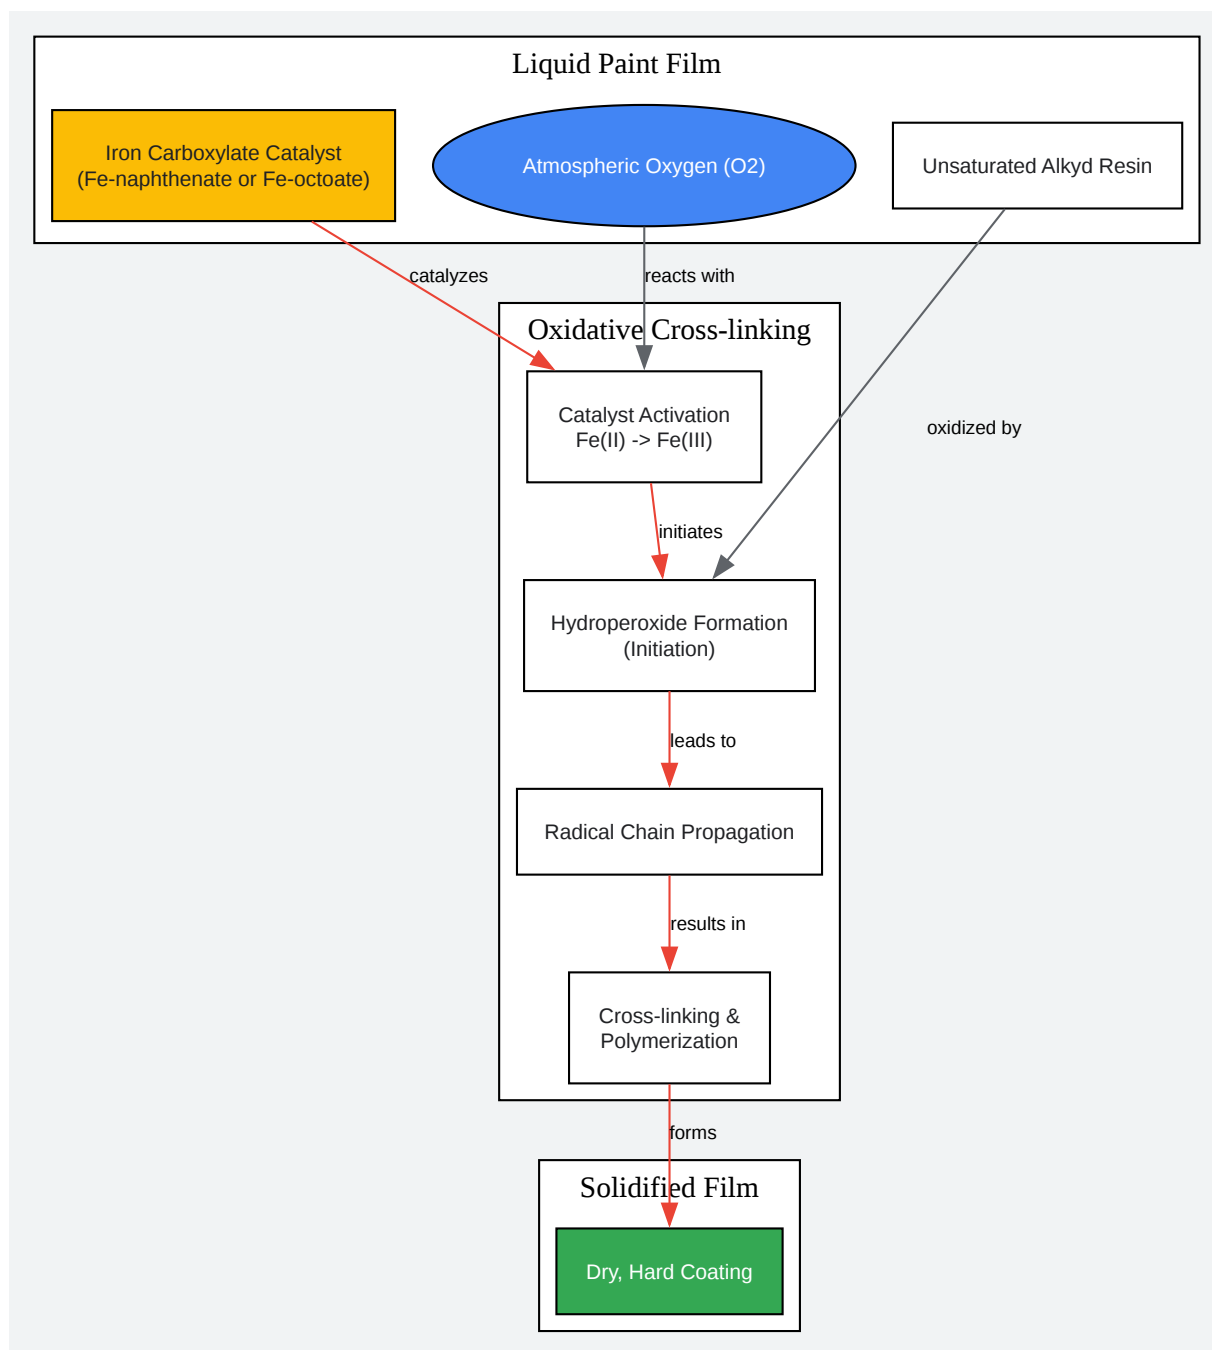 Liquid Paint Film
Iron Carboxylate Catalyst
(Fe-naphthenate or Fe-octoate)
Atmospheric Oxygen (O2)
Unsaturated Alkyd Resin
catalyzes
reacts with
Oxidative Cross-linking
Catalyst Activation
Fe(II) -> Fe(III)
oxidized by
initiates
Hydroperoxide Formation
(Initiation)
leads to
Radical Chain Propagation
results in
Cross-linking &
Polymerization
forms
Solidified Film
Dry, Hard Coating